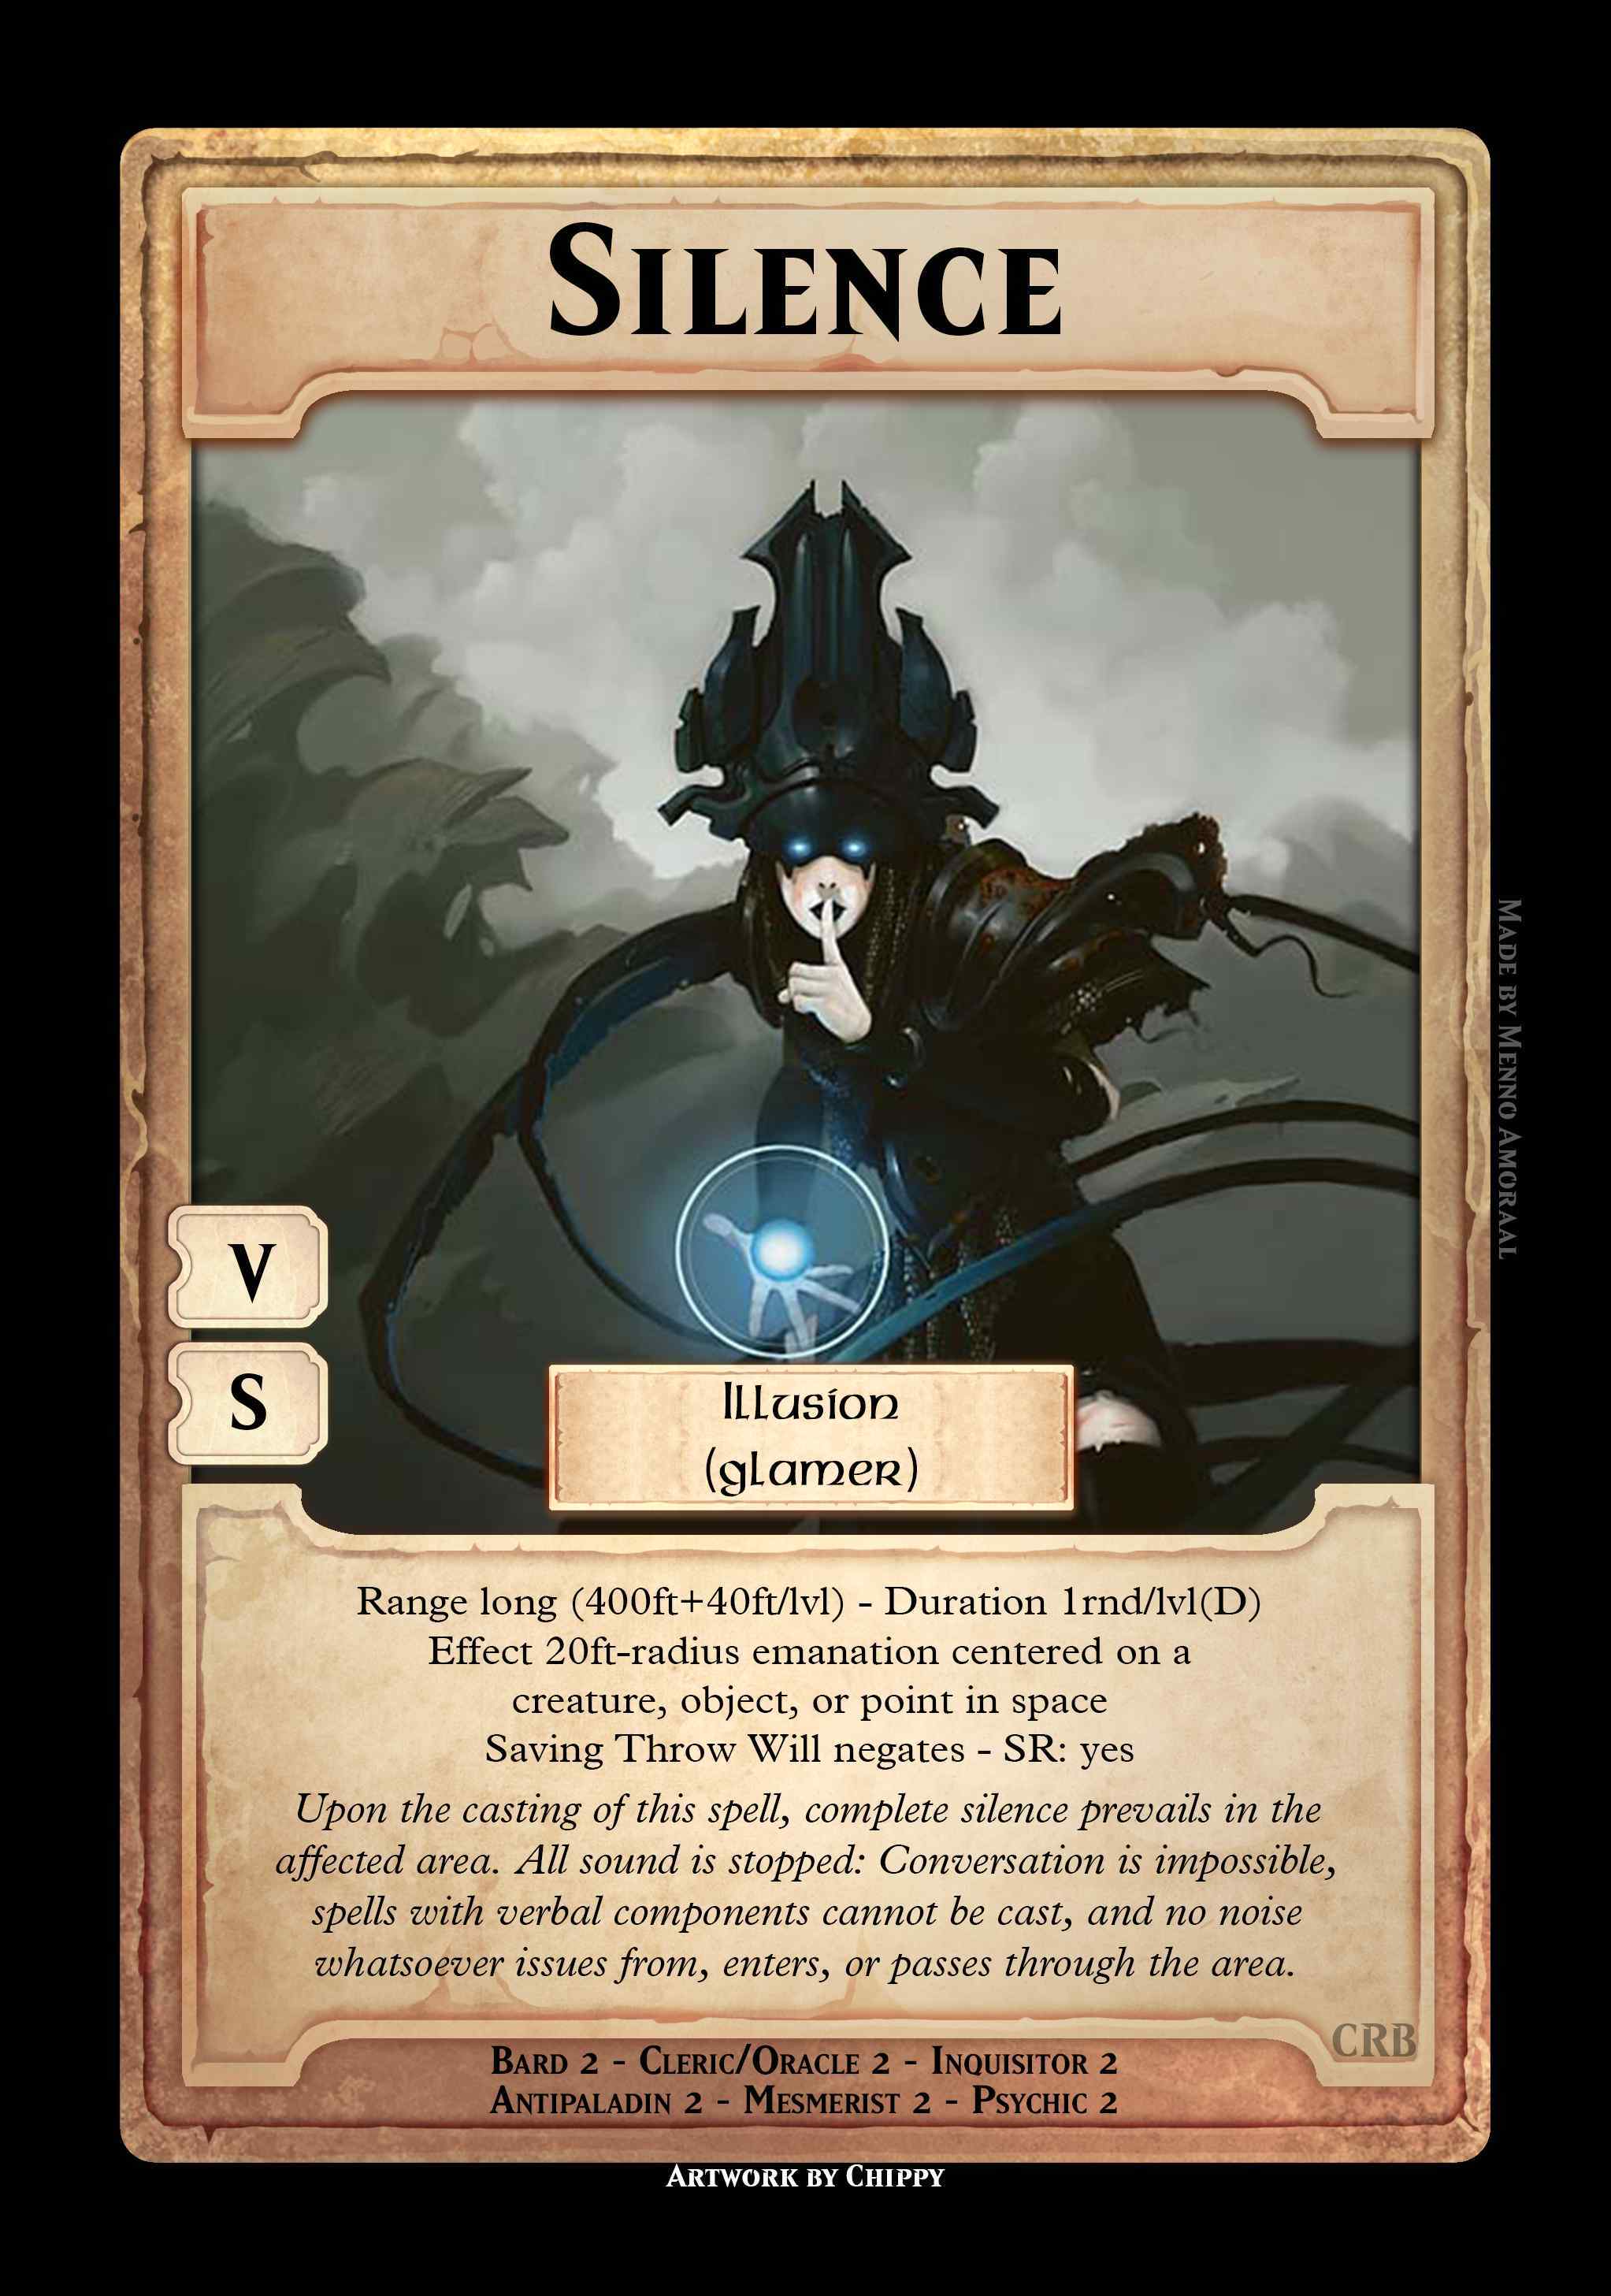 Silence
V
S
Illusion
(glamer)
Range long (400ft+40ft/lvl) - Duration 1rnd/lvl(D)
Effect 20ft-radius emanation centered on a
creature, object, or point in space
Saving Throw Will negates - SR: yes
Upon the casting of this spell, complete silence prevails in the
affected area. All sound is stopped: Conversation is impossible,
spells with verbal components cannot be cast, and no noise
whatsoever issues from, enters, or passes through the area.
CRB
Bard 2 - Cleric/Oracle 2 - Inquisitor 2
Antipaladin 2 - Mesmerist 2 - Psychic 2
Artwork by Chippy
Made by Menno Amoraal